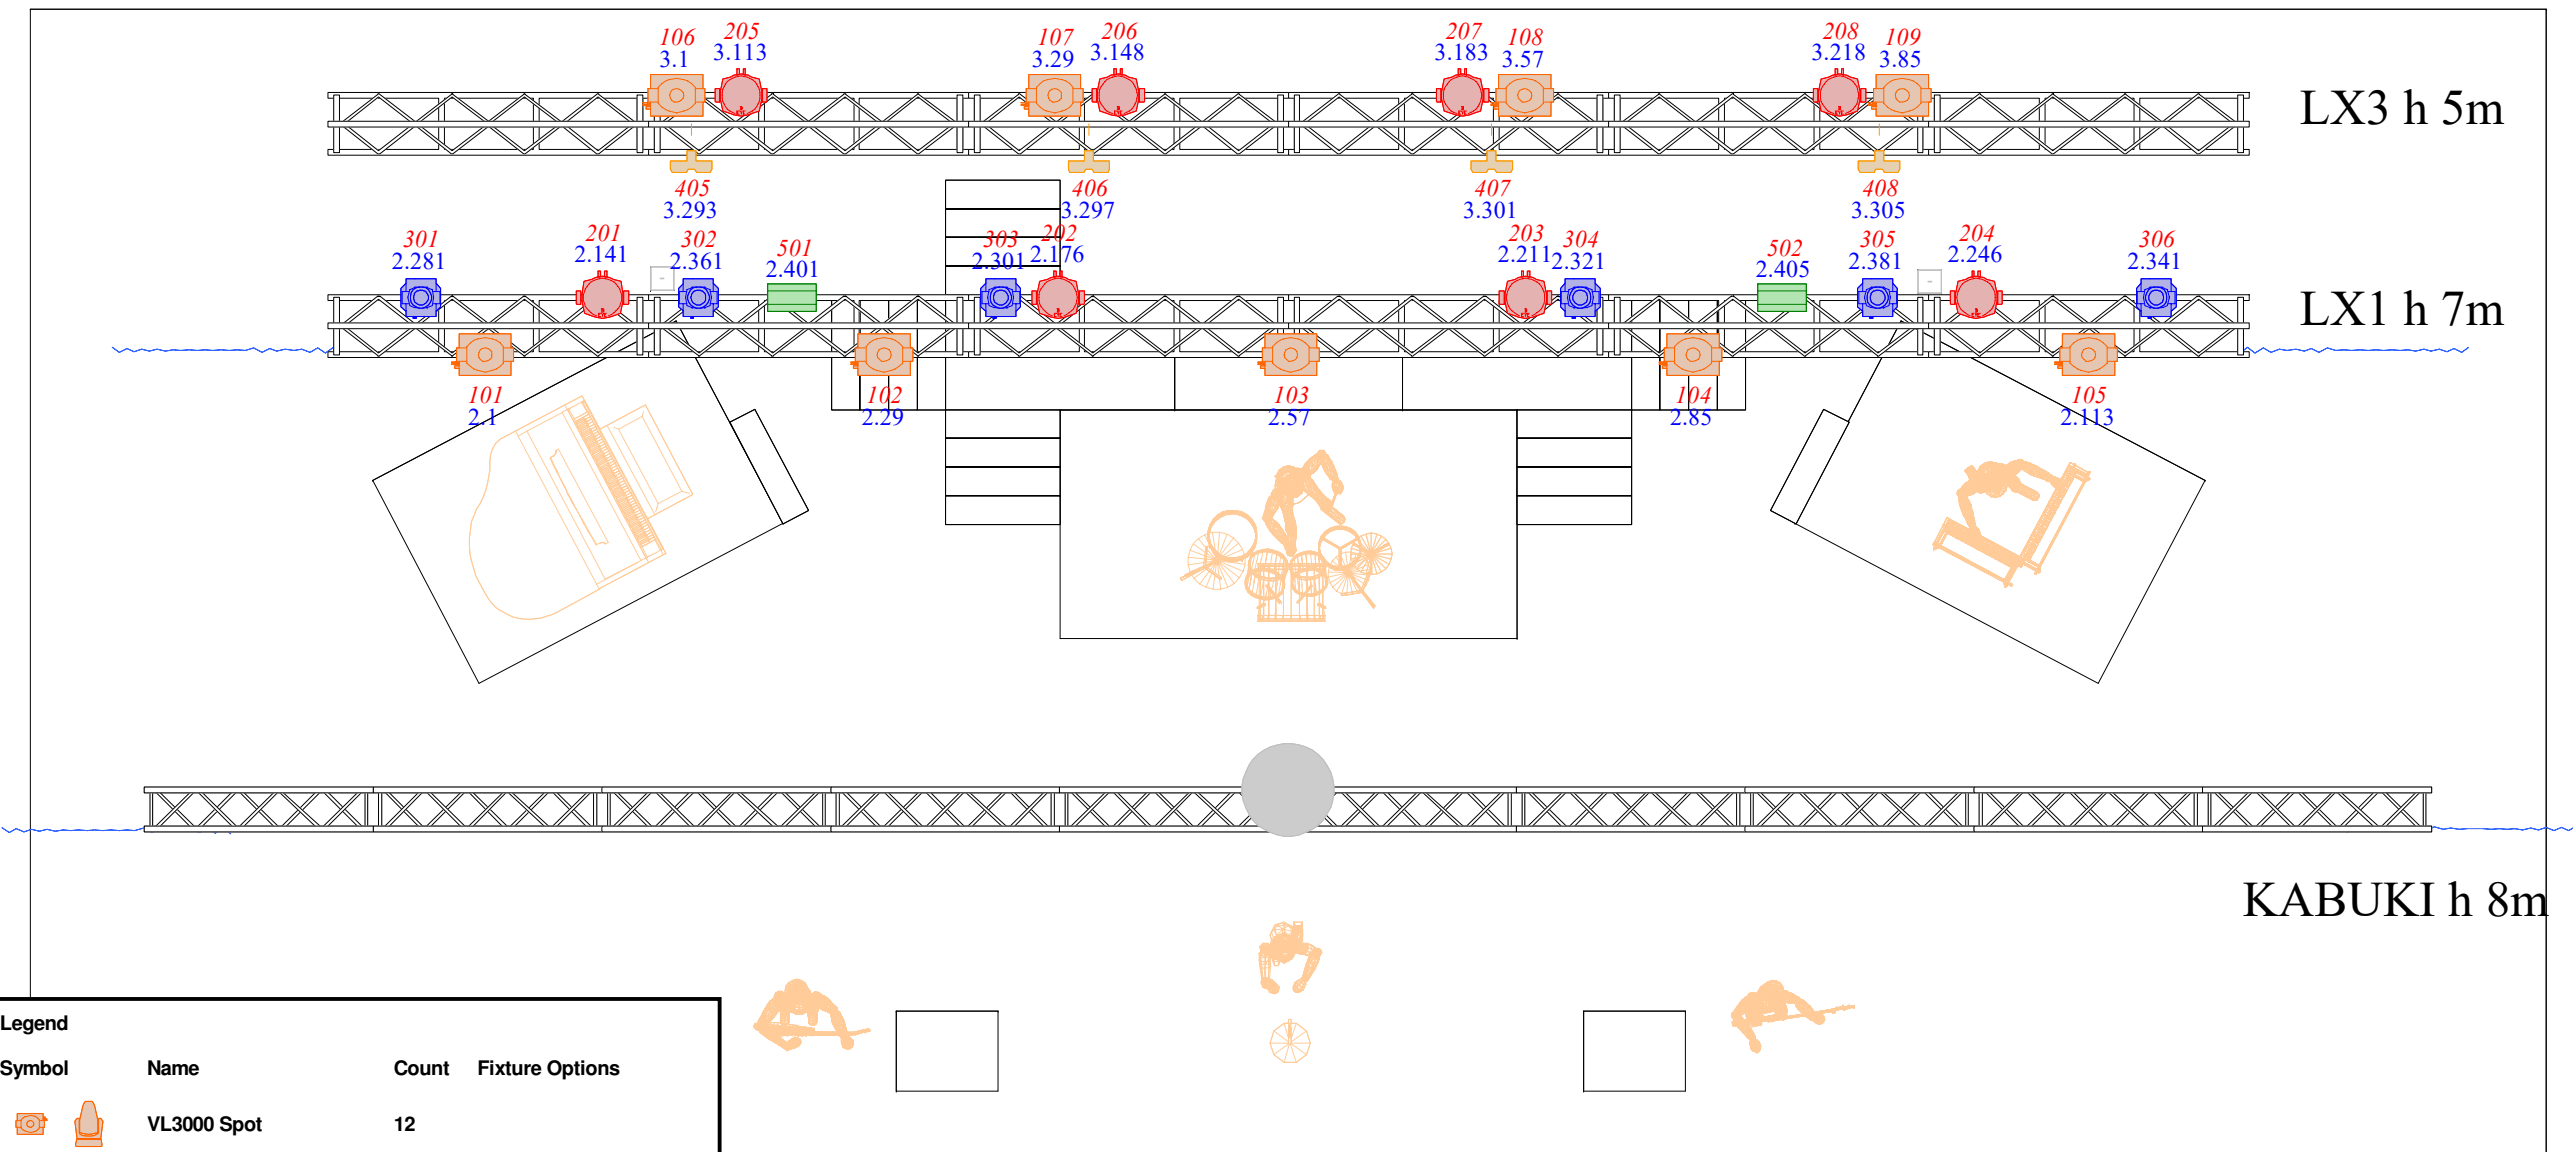 106 205 107 206 207 108 208 109
3.1 3.113 3.29 3.148 3.183 3.57 3.218 3.85
LX3 h 5m
405 406 407 408
3.293 3.297 3.301 3.305
301 201 302 501 303 202 203 304 502 305 204 306
2.281 2.141 2.361 2.401 2.301 2.176 2.211 2.321 2.405 2.381 2.246 2.341
LX1 h 7m
101 102 103 104 105
2.1 2.29 2.57 2.85 2.113
KABUKI h 8m
Legend
Symbol Name Count Fixture Options
VL3000 Spot 12